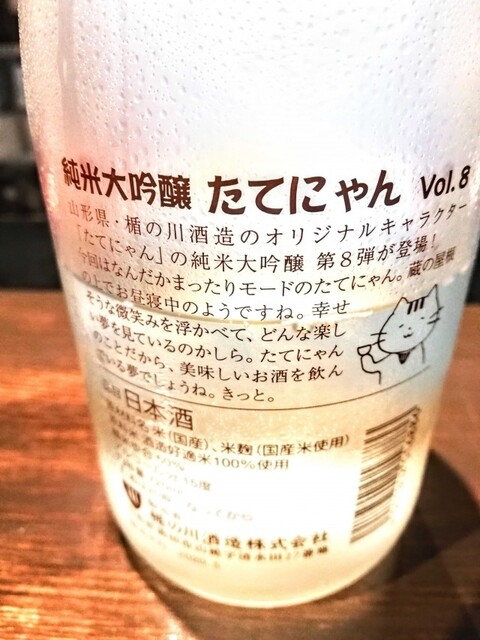 純米大吟醸 たてにゃん Vol.8
山形県・楯の川酒造のオリジナルキャラクター
「たてにゃん」の純米大吟醸 第8弾が登場!
今回はなんだかまったりモードのたてにゃん。蔵の屋根
の上でお昼寝中のようですね。幸せ
そうな微笑みを浮かべて、どんな楽し
い夢を見ているのかしら。たてにゃん
のことだから、美味しいお酒を飲ん
でいる夢でしょうね。きっと。
日本酒
米(国産)、米麹(国産米使用)
酒造好適米100%使用
15度
楯の川酒造株式会社